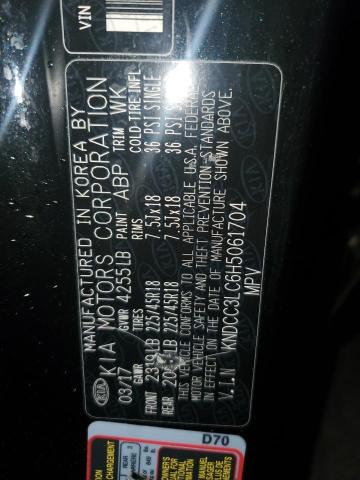 VIN
MANUFACTURED IN KOREA BY
KIA KIA MOTORS CORPORATION
03/17 GVWR 4255LB PAINT ABP TRIM WK
GAWR RIMS COLD TIRE INFL
FRONT 2319LB 225/45R18 7.5Jx18 36 PSI SINGLE
REAR LB 225/45R18 7.5Jx18 36 PSI SINGLE
THIS VEHICLE CONFORMS TO ALL APPLICABLE U.S.A. FEDERAL
MOTOR VEHICLE SAFETY AND THEFT PREVENTION STANDARDS
IN EFFECT ON THE DATE OF MANUFACTURE SHOWN ABOVE.
V.I.N KNDCC3LC6H5061704
MPV
D70